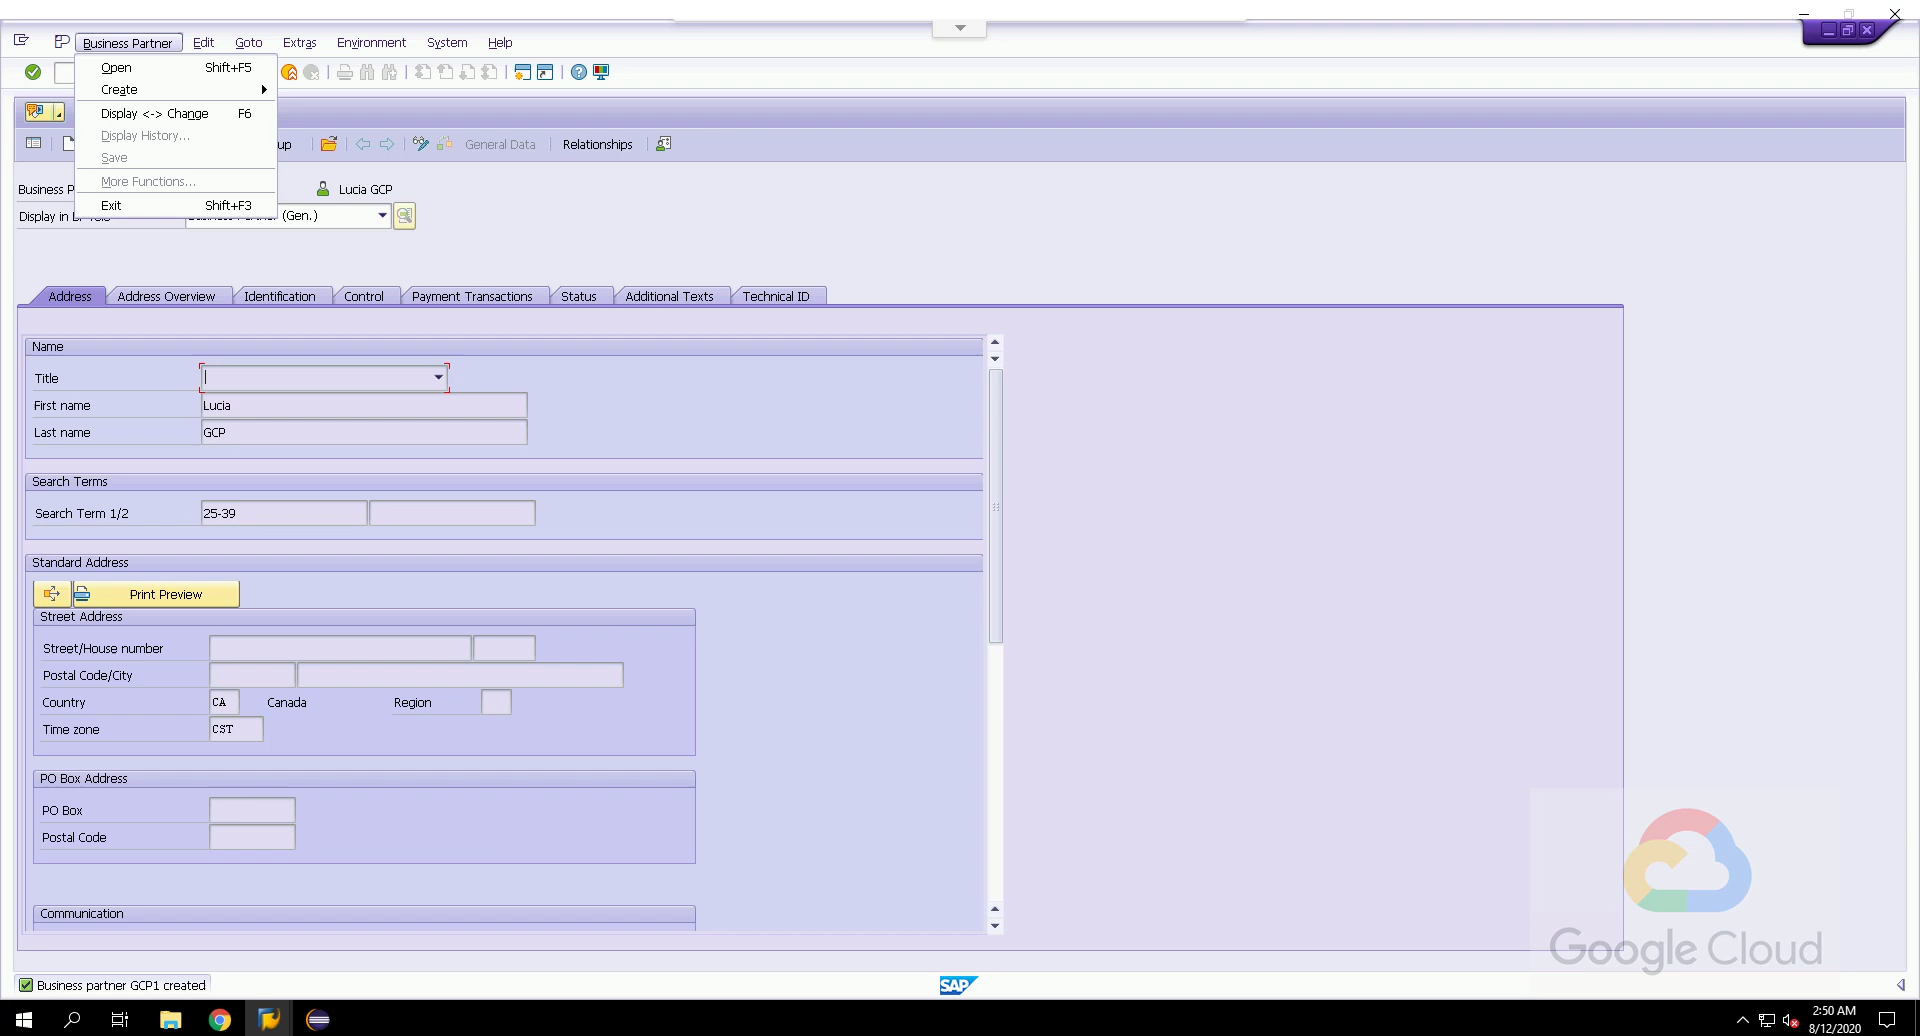 Business Partner Edit Goto Extras Environment System Help
Open Shift+F5
Create
Display <-> Change F6
Display History...
Save
More Functions...
Exit Shift+F3
up General Data Relationships
Business P Lucia GCP
Display in (Gen.)
Address Address Overview Identification Control Payment Transactions Status Additional Texts Technical ID
Name
Title
First name Lucia
Last name GCP
Search Terms
Search Term 1/2 25-39
Standard Address
Print Preview
Street Address
Street/House number
Postal Code/City
Country CA Canada Region
Time zone CST
PO Box Address
PO Box
Postal Code
Communication
Google Cloud
Business partner GCP1 created
SAP
2:50 AM
8/12/2020